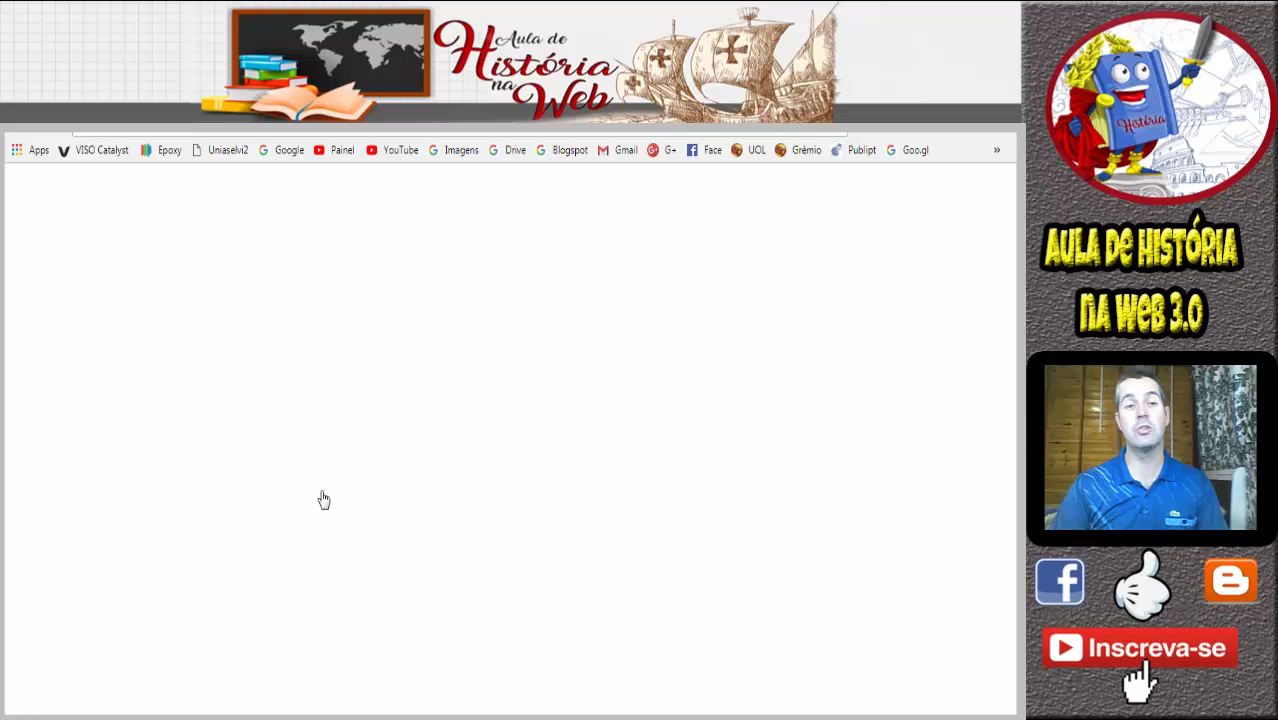 Aula de
História
na
Web
Apps VISO Catalyst Epoxy Uniaselvi2 Google Painel YouTube Imagens Drive Blogspot Gmail G+ Face UOL Grêmio Publipt Goo.gl »
História
AULA DE HISTÓRIA
NA WEB 3.0
Inscreva-se